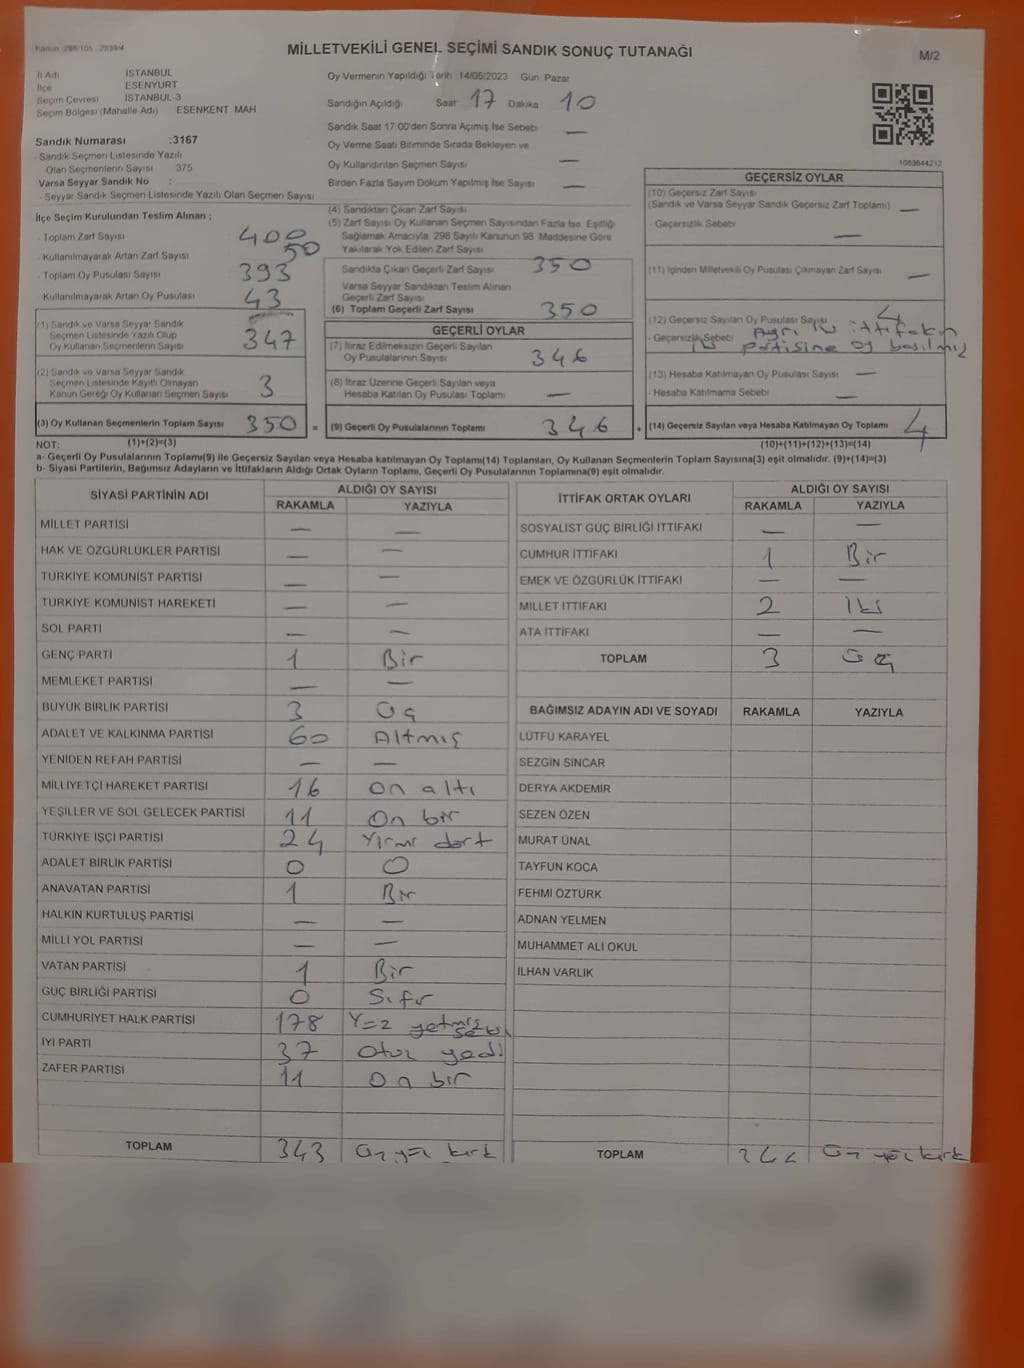 Kanun: 298/105 , 2839/4
MİLLETVEKİLİ GENEL SEÇİMİ SANDIK SONUÇ TUTANAĞI
M/2
İl Adı İSTANBUL
İlçe ESENYURT
Seçim Çevresi İSTANBUL-3
Seçim Bölgesi (Mahalle Adı) ESENKENT MAH
Sandık Numarası :3167
- Sandık Seçmen Listesinde Yazılı
Olan Seçmenlerin Sayısı 375
Varsa Seyyar Sandık No :
- Seyyar Sandık Seçmen Listesinde Yazılı Olan Seçmen Sayısı
İlçe Seçim Kurulundan Teslim Alınan ;
- Toplam Zarf Sayısı 400
- Kullanılmayarak Artan Zarf Sayısı 50
- Toplam Oy Pusulası Sayısı 393
Kullanılmayarak Artan Oy Pusulası 43
(1) Sandık ve Varsa Seyyar Sandık
Seçmen Listesinde Yazılı Olup
Oy Kullanan Seçmenlerin Sayısı 347
(2) Sandık ve Varsa Seyyar Sandık
Seçmen Listesinde Kayıtlı Olmayan
Kanun Gereği Oy Kullanan Seçmen Sayısı 3
(3) Oy Kullanan Seçmenlerin Toplam Sayısı 350 =
(1)+(2)=(3)
Oy Vermenin Yapıldığı Tarih: 14/05/2023 Gün: Pazar
Sandığın Açıldığı Saat 17 Dakika 10
Sandık Saat 17:00'den Sonra Açımış İse Sebebi —
Oy Verme Saati Bitiminde Sırada Bekleyen ve
Oy Kullandırılan Seçmen Sayısı —
Birden Fazla Sayım Döküm Yapılmış İse Sayısı —
(4) Sandıktan Çıkan Zarf Sayısı
(5) Zarf Sayısı Oy Kullanan Seçmen Sayısından Fazla İse, Eşitliği
Sağlamak Amacıyla, 298 Sayılı Kanunun 98. Maddesine Göre
Yakılarak Yok Edilen Zarf Sayısı
Sandıkta Çıkan Geçerli Zarf Sayısı 350
Varsa Seyyar Sandıktan Teslim Alınan
Geçerli Zarf Sayısı
(6) Toplam Geçerli Zarf Sayısı 350
GEÇERLİ OYLAR
(7) İtiraz Edilmeksizin Geçerli Sayılan
Oy Pusulalarının Sayısı 346
(8) İtiraz Üzerine Geçerli Sayılan veya
Hesaba Katılan Oy Pusulası Toplamı —
(9) Geçerli Oy Pusulalarının Toplamı 346 +
1083644212
GEÇERSİZ OYLAR
(10) Geçersiz Zarf Sayısı
(Sandık ve Varsa Seyyar Sandık Geçersiz Zarf Toplamı) —
- Geçersizlik Sebebi —
(11) İçinden Milletvekili Oy Pusulası Çıkmayan Zarf Sayısı —
(12) Geçersiz Sayılan Oy Pusulası Sayısı 4
- Geçersizlik Sebebi Ayrı iki ittifakın
iki partisine oy basılmış
(13) Hesaba Katılmayan Oy Pusulası Sayısı —
- Hesaba Katılmama Sebebi —
(14) Geçersiz Sayılan veya Hesaba Katılmayan Oy Toplamı 4
(10)+(11)+(12)+(13)=(14)
NOT:
a- Geçerli Oy Pusulalarının Toplamı(9) ile Geçersiz Sayılan veya Hesaba katılmayan Oy Toplamı(14) Toplamları, Oy Kullanan Seçmenlerin Toplam Sayısına(3) eşit olmalıdır. (9)+(14)=(3)
b- Siyasi Partilerin, Bağımsız Adayların ve İttifakların Aldığı Ortak Oyların Toplamı, Geçerli Oy Pusulalarının Toplamına(9) eşit olmalıdır.
SİYASİ PARTİNİN ADI ALDIĞI OY SAYISI
RAKAMLA YAZIYLA
MİLLET PARTİSİ — —
HAK VE ÖZGÜRLÜKLER PARTİSİ — —
TÜRKİYE KOMÜNİST PARTİSİ — —
TÜRKİYE KOMÜNİST HAREKETİ — —
SOL PARTİ — —
GENÇ PARTİ 1 Bir
MEMLEKET PARTİSİ — —
BÜYÜK BİRLİK PARTİSİ 3 Üç
ADALET VE KALKINMA PARTİSİ 60 Altmış
YENİDEN REFAH PARTİSİ — —
MİLLİYETÇİ HAREKET PARTİSİ 16 On altı
YEŞİLLER VE SOL GELECEK PARTİSİ 11 On bir
TÜRKİYE İŞÇİ PARTİSİ 24 Yirmi dört
ADALET BİRLİK PARTİSİ 0 0
ANAVATAN PARTİSİ 1 Bir
HALKIN KURTULUŞ PARTİSİ — —
MİLLİ YOL PARTİSİ — —
VATAN PARTİSİ 1 Bir
GÜÇ BİRLİĞİ PARTİSİ 0 Sıfır
CUMHURİYET HALK PARTİSİ 178 Yüz yetmiş sekiz
İYİ PARTİ 37 Otuz yedi
ZAFER PARTİSİ 11 On bir
TOPLAM 343 Üç yüz kırk
İTTİFAK ORTAK OYLARI ALDIĞI OY SAYISI
RAKAMLA YAZIYLA
SOSYALİST GÜÇ BİRLİĞİ İTTİFAKI — —
CUMHUR İTTİFAKI 1 Bir
EMEK VE ÖZGÜRLÜK İTTİFAKI — —
MİLLET İTTİFAKI 2 İki
ATA İTTİFAKI — —
TOPLAM 3 Üç
BAĞIMSIZ ADAYIN ADI VE SOYADI RAKAMLA YAZIYLA
LÜTFÜ KARAYEL
SEZGİN SİNCAR
DERYA AKDEMİR
SEZEN ÖZEN
MURAT ÜNAL
TAYFUN KOCA
FEHMİ ÖZTÜRK
ADNAN YELMEN
MUHAMMET ALİ OKUL
İLHAN VARLIK
TOPLAM 346 Üç yüz kırk